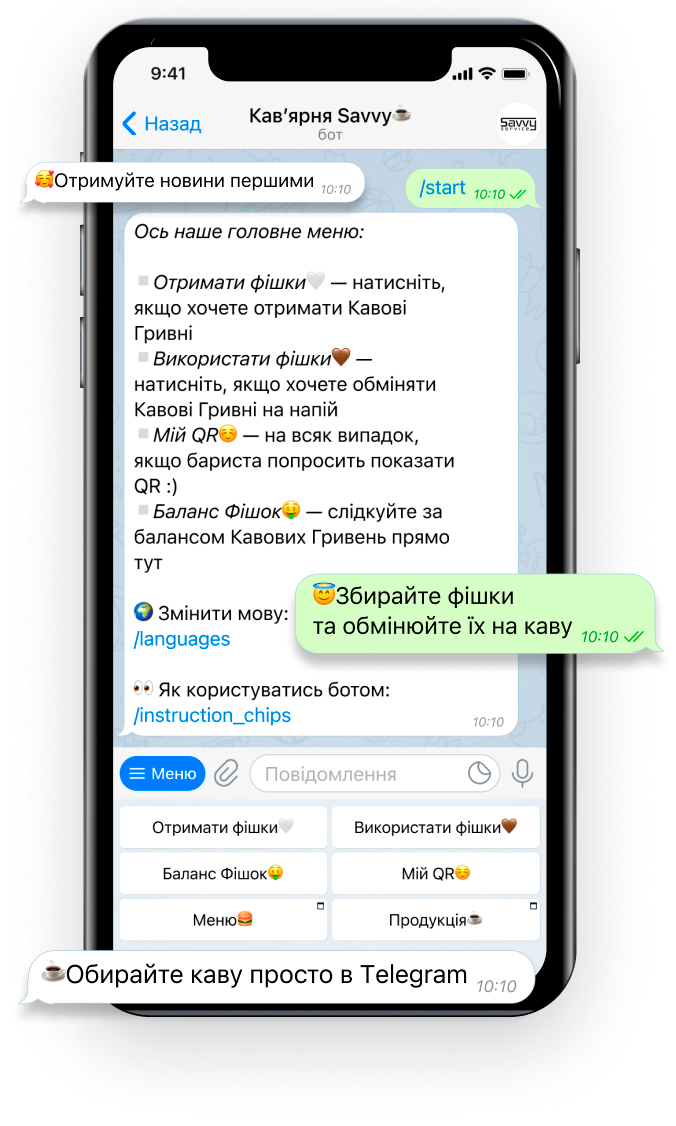 9:41
Назад
Кав’ярня Savvy☕
бот
savvy
service
🥰Отримуйте новини першими 10:10
/start 10:10
Ось наше головне меню:
▫️Отримати фішки🤍 — натисніть,
якщо хочете отримати Кавові
Гривні
▫️Використати фішки🤎 —
натисніть, якщо хочете обміняти
Кавові Гривні на напій
▫️Мій QR☺️ — на всяк випадок,
якщо бариста попросить показати
QR :)
▫️Баланс Фішок🤑 — слідкуйте за
балансом Кавових Гривень прямо
тут
😇Збирайте фішки
та обмінюйте їх на каву 10:10
🌍 Змінити мову:
/languages
👀 Як користуватись ботом:
/instruction_chips
10:10
Меню
Повідомлення
Отримати фішки🤍
Використати фішки🤎
Баланс Фішок🤑
Мій QR☺️
Меню🍔
Продукція☕
☕Обирайте каву просто в Telegram 10:10